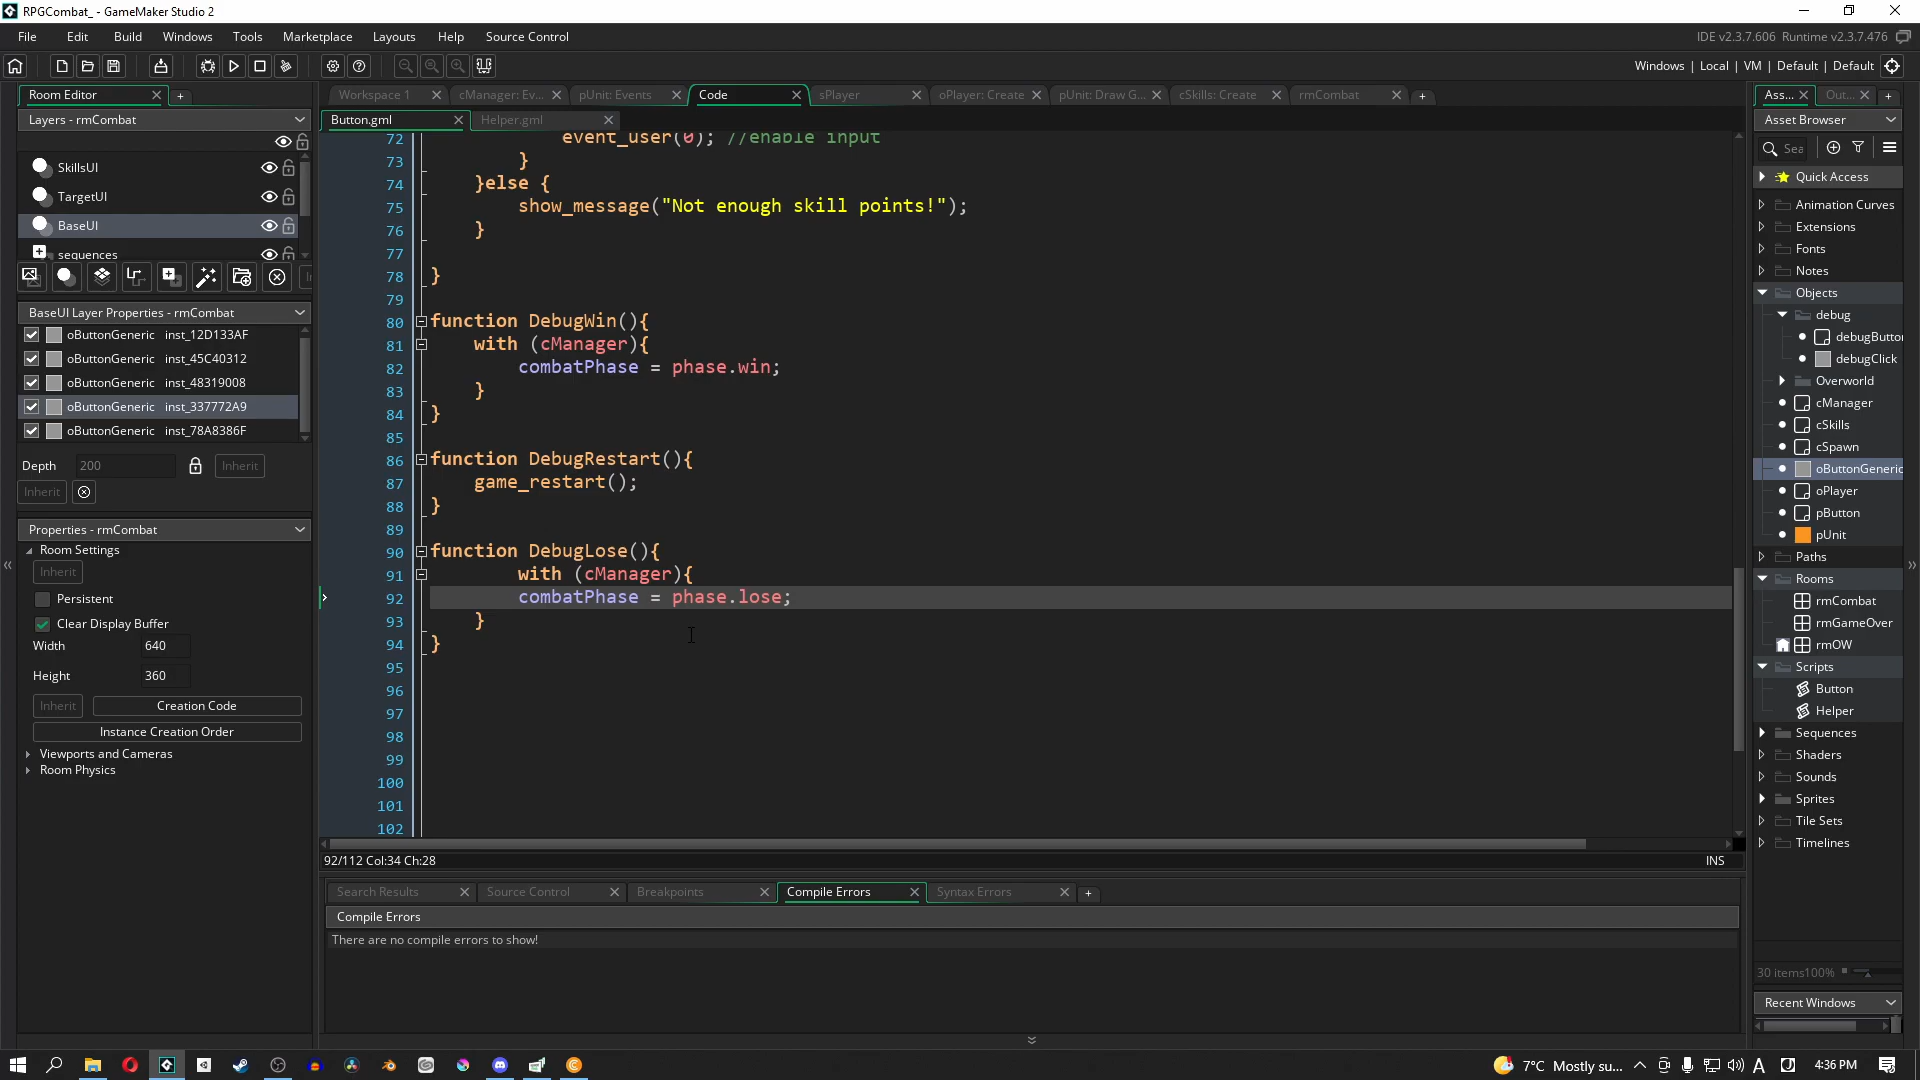 RPGCombat_ - GameMaker Studio 2
File Edit Build Windows Tools Marketplace Layouts Help Source Control
IDE v2.3.7.606 Runtime v2.3.7.476
Windows | Local | VM | Default | Default
Room Editor
Layers - rmCombat
SkillsUI
TargetUI
BaseUI
sequences
BaseUI Layer Properties - rmCombat
oButtonGeneric inst_12D133AF
oButtonGeneric inst_45C40312
oButtonGeneric inst_48319008
oButtonGeneric inst_337772A9
oButtonGeneric inst_78A8386F
Depth 200 Inherit
Inherit
Properties - rmCombat
Room Settings
Inherit
Persistent
Clear Display Buffer
Width 640
Height 360
Inherit Creation Code
Instance Creation Order
Viewports and Cameras
Room Physics
Workspace 1 cManager: Ev... pUnit: Events Code sPlayer oPlayer: Create pUnit: Draw G... cSkills: Create rmCombat
Button.gml Helper.gml
72 event_user(0); //enable input
73 }
74 }else {
75 show_message("Not enough skill points!");
76 }
77
78 }
79
80 function DebugWin(){
81 with (cManager){
82 combatPhase = phase.win;
83 }
84 }
85
86 function DebugRestart(){
87 game_restart();
88 }
89
90 function DebugLose(){
91 with (cManager){
92 combatPhase = phase.lose;
93 }
94 }
95
96
97
98
99
100
101
102
92/112 Col:34 Ch:28 INS
Search Results Source Control Breakpoints Compile Errors Syntax Errors
Compile Errors
There are no compile errors to show!
Ass... Out...
Asset Browser
Sea
Quick Access
Animation Curves
Extensions
Fonts
Notes
Objects
debug
debugButto
debugClick
Overworld
cManager
cSkills
cSpawn
oButtonGeneric
oPlayer
pButton
pUnit
Paths
Rooms
rmCombat
rmGameOver
rmOW
Scripts
Button
Helper
Sequences
Shaders
Sounds
Sprites
Tile Sets
Timelines
30 items 100%
Recent Windows
7°C Mostly su... A 4:36 PM